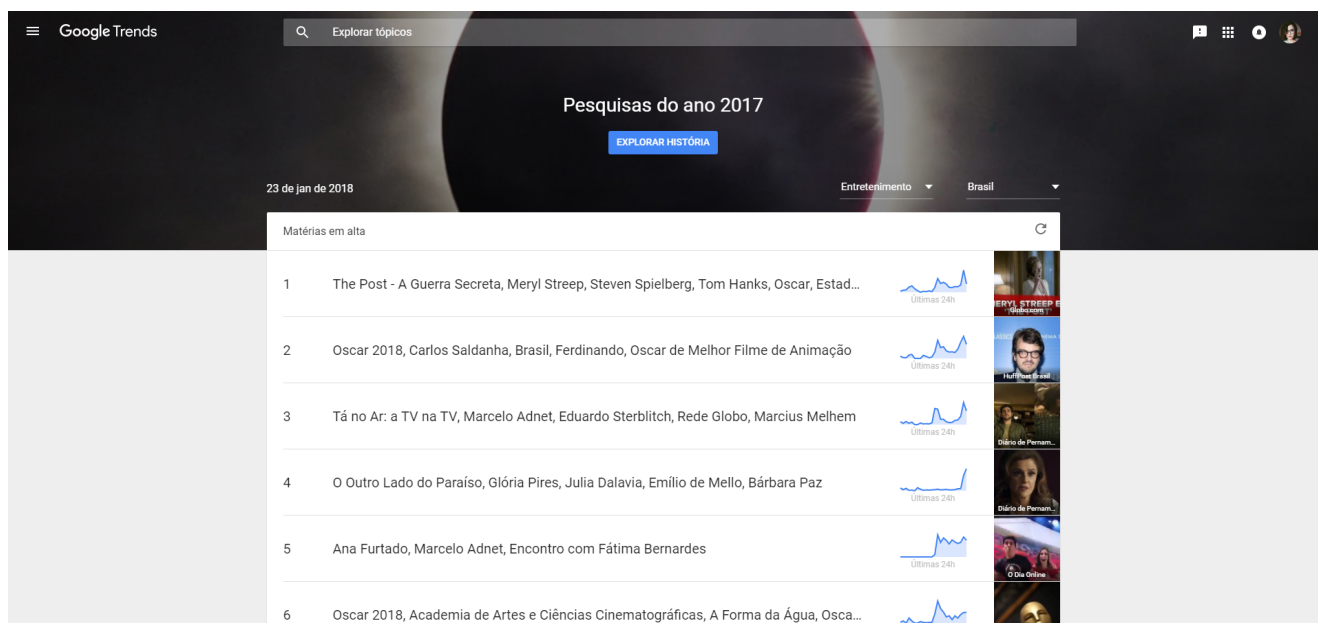 Google Trends
Explorar tópicos
Pesquisas do ano 2017
EXPLORAR HISTÓRIA
23 de jan de 2018
Entretenimento
Brasil
Matérias em alta
1
The Post - A Guerra Secreta, Meryl Streep, Steven Spielberg, Tom Hanks, Oscar, Estad...
Últimas 24h
Globo.com
2
Oscar 2018, Carlos Saldanha, Brasil, Ferdinando, Oscar de Melhor Filme de Animação
Últimas 24h
HuffPost Brasil
3
Tá no Ar: a TV na TV, Marcelo Adnet, Eduardo Sterblitch, Rede Globo, Marcius Melhem
Últimas 24h
Diário de Pernam...
4
O Outro Lado do Paraíso, Glória Pires, Julia Dalavia, Emílio de Mello, Bárbara Paz
Últimas 24h
Diário de Pernam...
5
Ana Furtado, Marcelo Adnet, Encontro com Fátima Bernardes
Últimas 24h
O Dia Online
6
Oscar 2018, Academia de Artes e Ciências Cinematográficas, A Forma da Água, Osca...